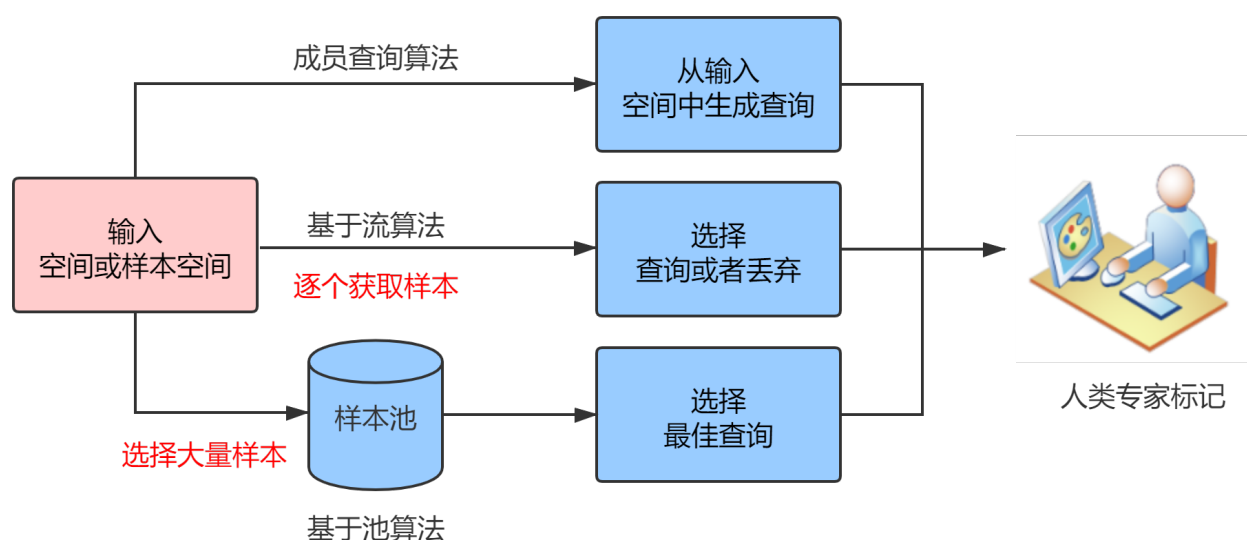 成员查询算法
从输入
空间中生成查询
输入
空间或样本空间
基于流算法
逐个获取样本
选择
查询或者丢弃
样本池
选择大量样本
基于池算法
选择
最佳查询
人类专家标记